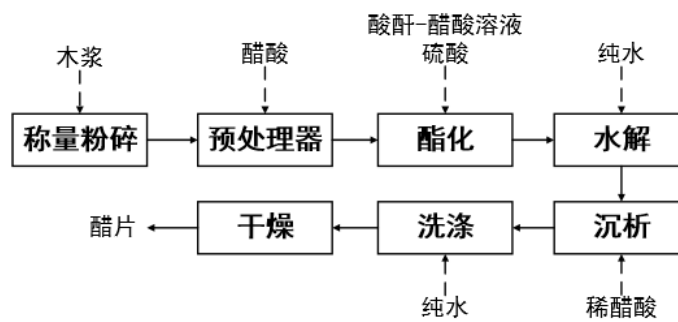 酸酐-醋酸溶液
木浆
醋酸
硫酸
纯水
称量粉碎
预处理器
酯化
水解
醋片
干燥
洗涤
沉析
纯水
稀醋酸